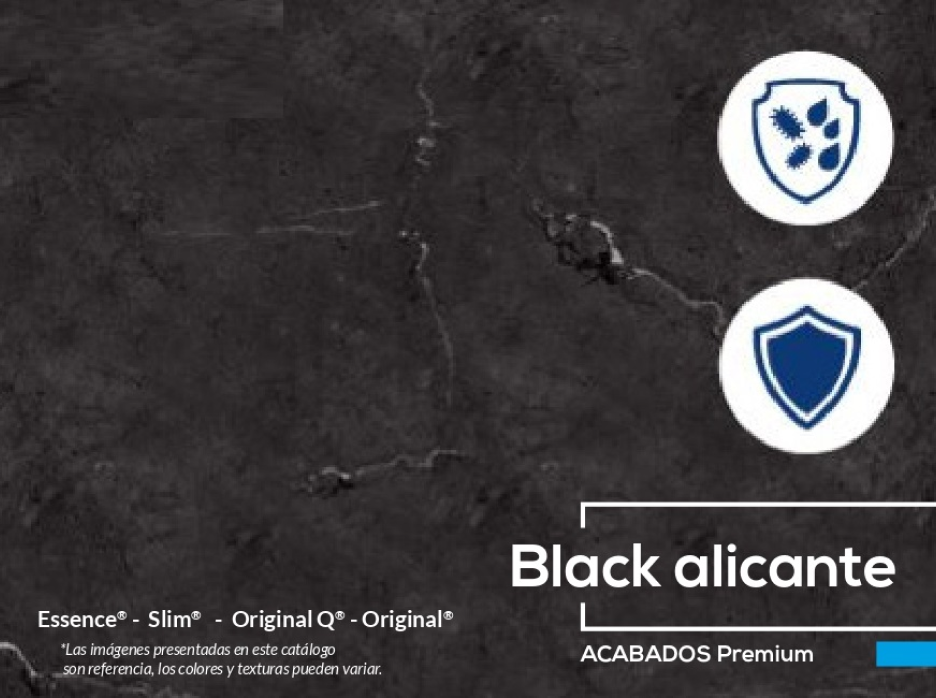 Black alicante
Essence® - Slim® - Original Q® - Original®
*Las imágenes presentadas en este catálogo
son referencia, los colores y texturas pueden variar.
ACABADOS Premium